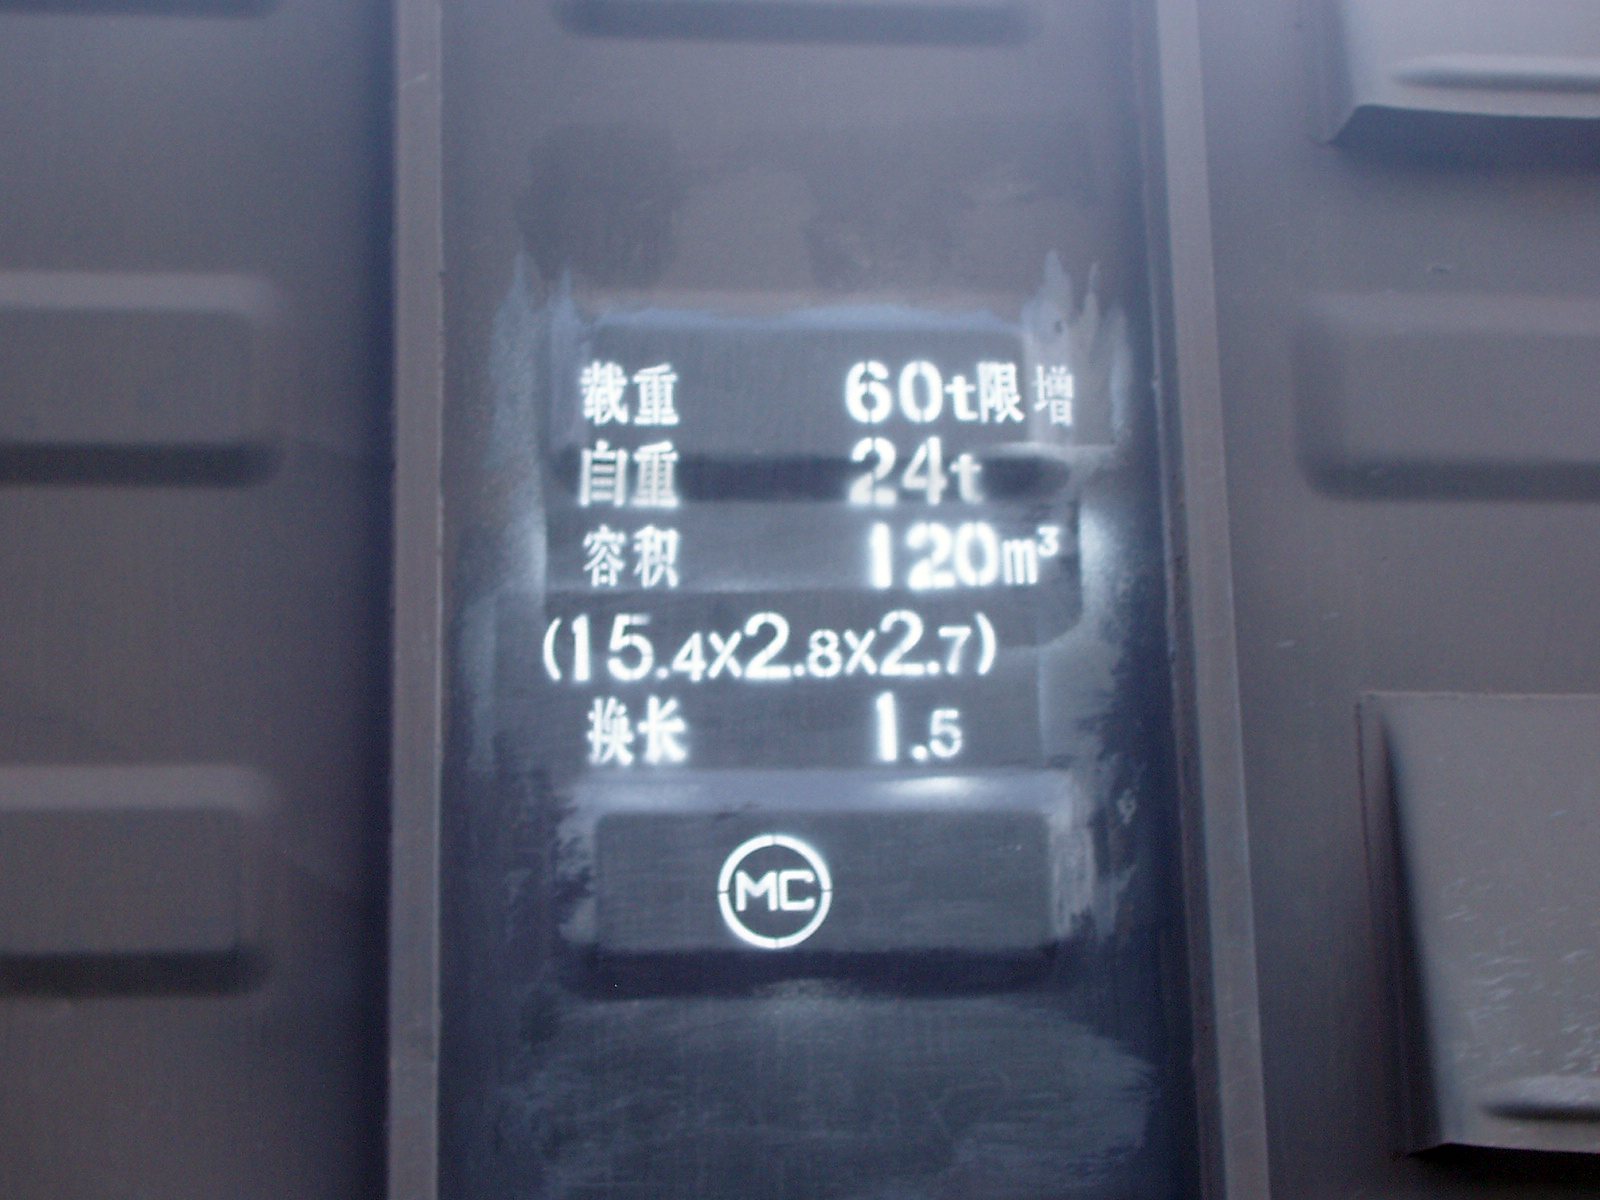 载重 60t限增
自重 24t
容积 120m³
(15.4x2.8x2.7)
换长 1.5
MC